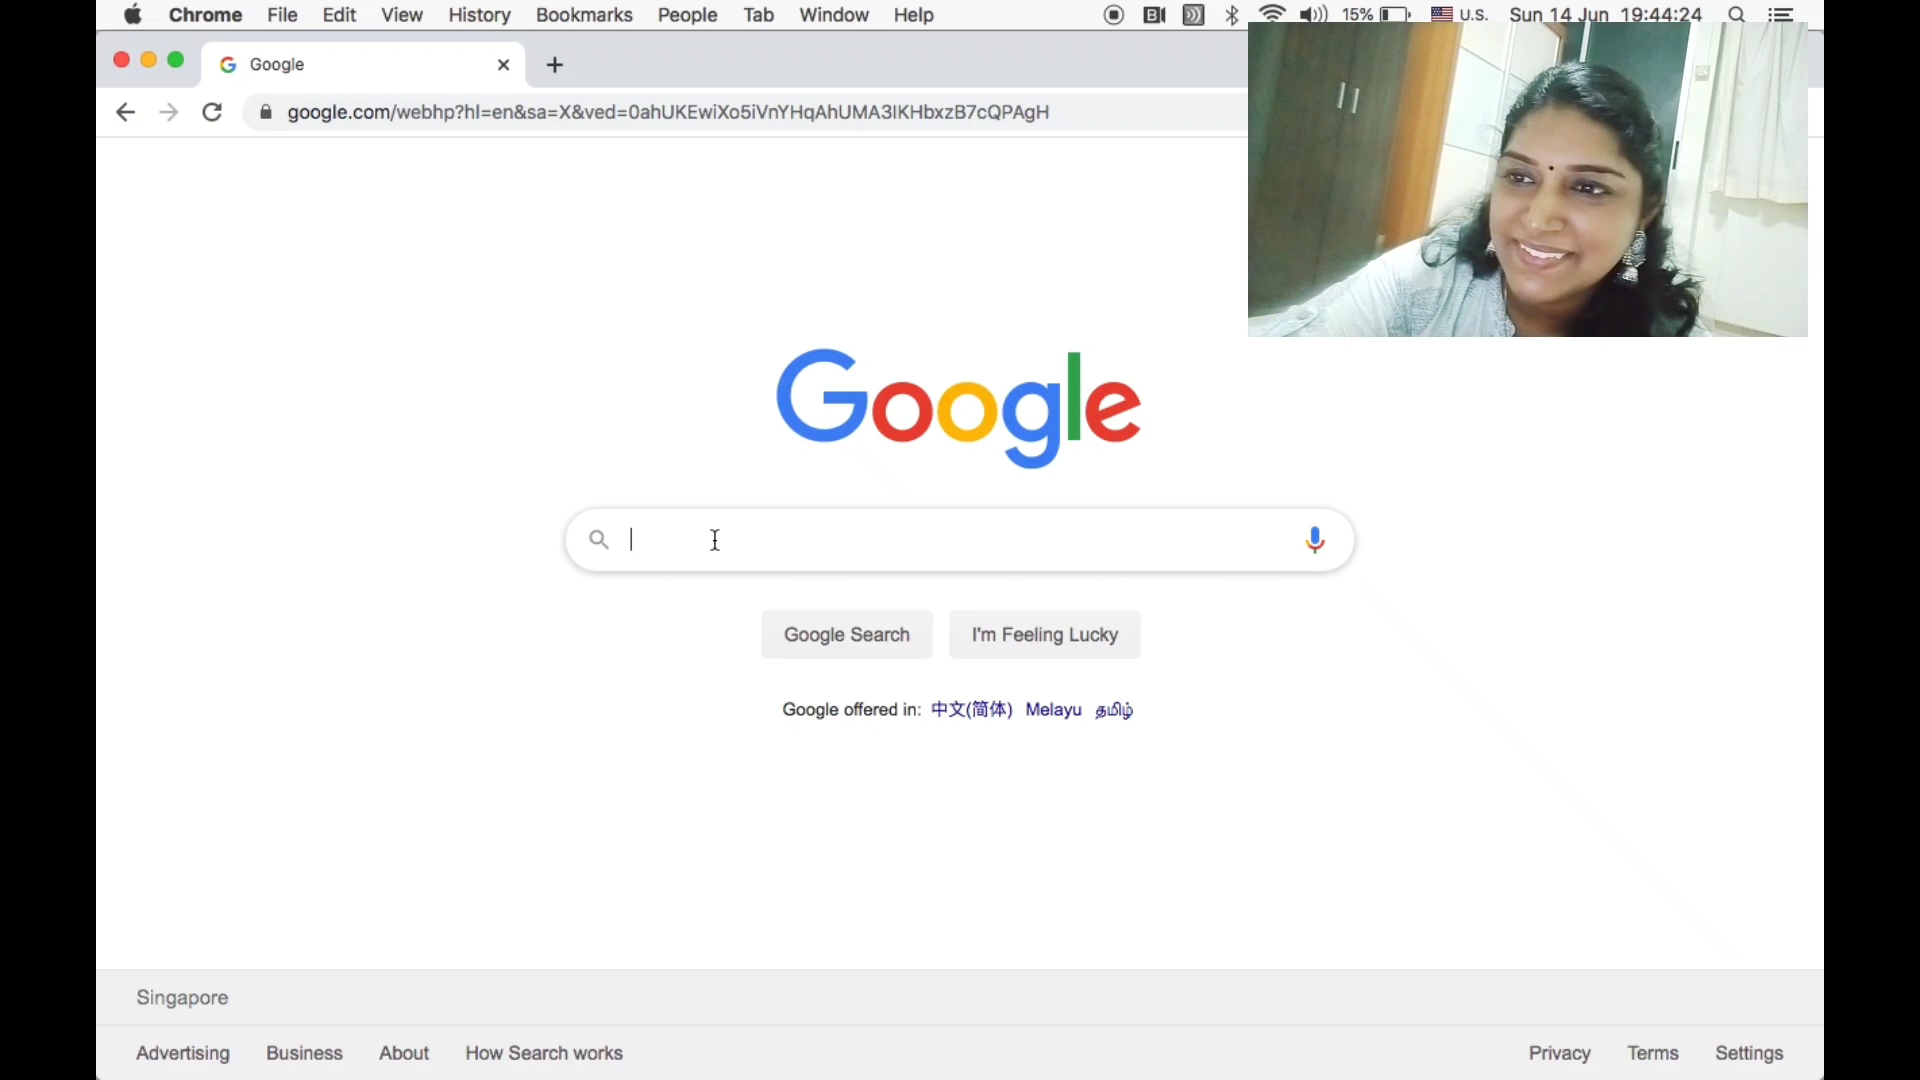 Chrome File Edit View History Bookmarks People Tab Window Help 15% U.S. Sun 14 Jun 19:44:24
Google
google.com/webhp?hl=en&sa=X&ved=0ahUKEwiXo5iVnYHqAhUMA3IKHbxzB7cQPAgH
Google
Google Search I'm Feeling Lucky
Google offered in: 中文(简体) Melayu தமிழ்
Singapore
Advertising Business About How Search works Privacy Terms Settings